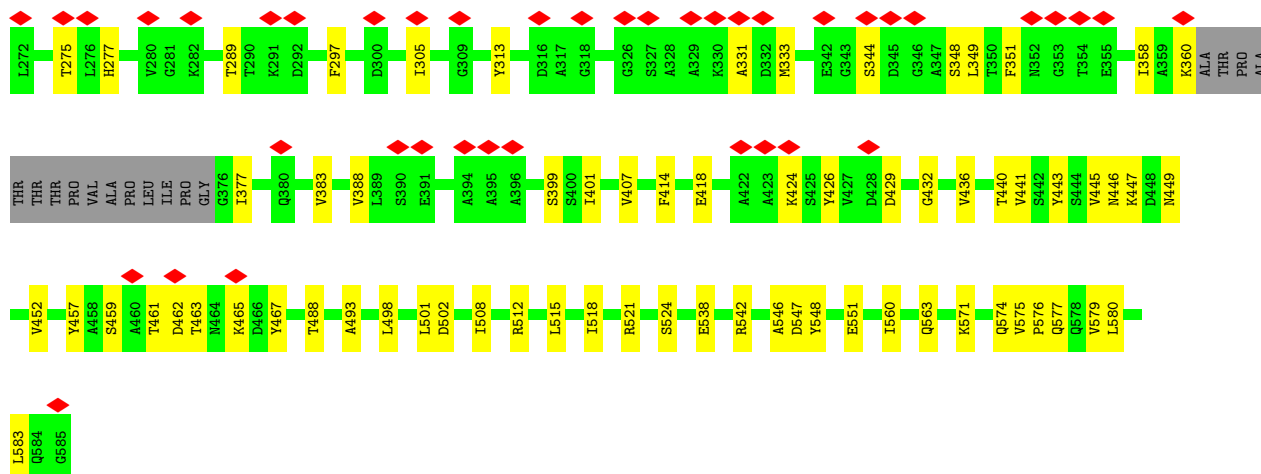 L272 T275 L276 H277 V280 G281 K282 T289 T290 K291 D292 F297 D300 I305 G309 Y313 D316 A317 G318 G326 S327 A328 A329 K330 A331 D332 M333 E342 G343 S344 D345 G346 A347 S348 L349 T350 F351 N352 G353 T354 E355 I358 A359 K360 ALA THR PRO ALA
THR THR THR PRO VAL ALA PRO LEU ILE PRO GLY G376 I377 Q380 V383 V388 L389 S390 E391 A394 A395 A396 S399 S400 I401 V407 F414 E418 A422 A423 K424 S425 Y426 V427 D428 D429 G432 V436 T440 V441 S442 Y443 S444 V445 N446 K447 D448 N449
V452 Y457 A458 S459 A460 T461 D462 T463 N464 K465 D466 Y467 T488 A493 L498 L501 D502 I508 R512 L515 I518 R521 S524 E538 R542 A546 D547 Y548 E551 I560 Q563 K571 Q574 V575 P576 Q577 Q578 V579 L580
L583 Q584 G585